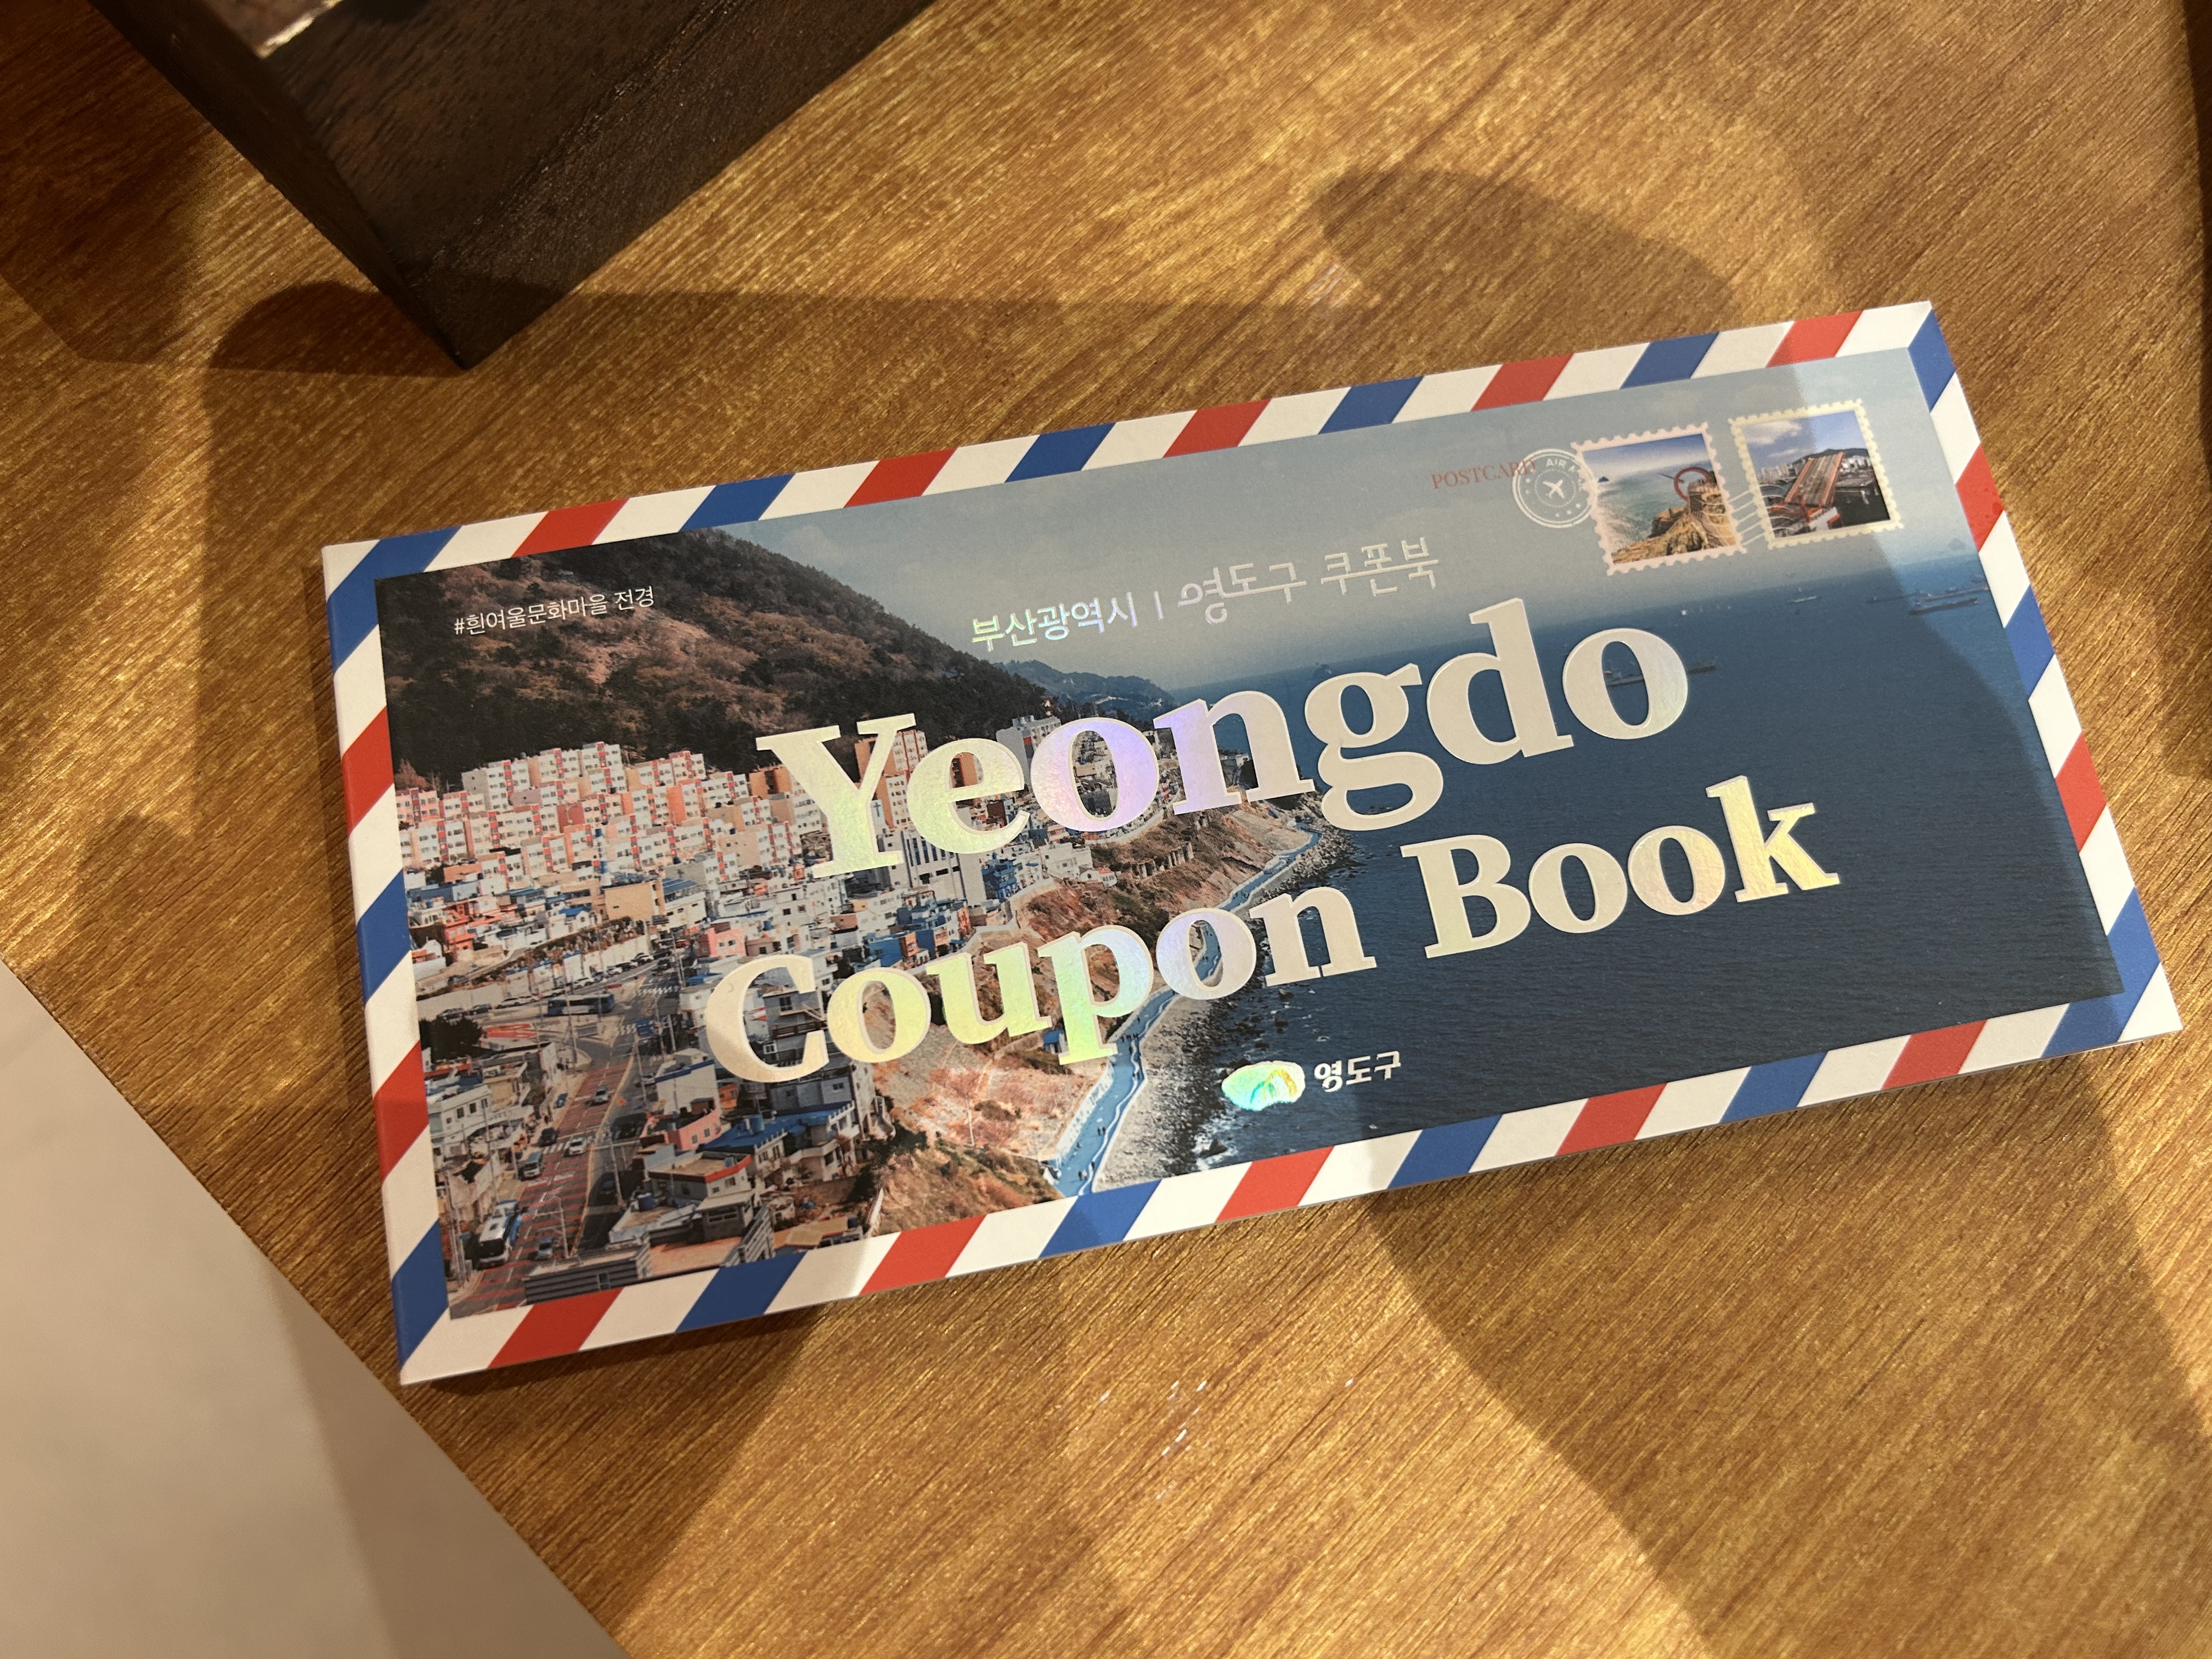 POSTCARD
AIR
#흰여울문화마을 전경
부산광역시 | 영도구 쿠폰북
Yeongdo
Coupon Book
영도구